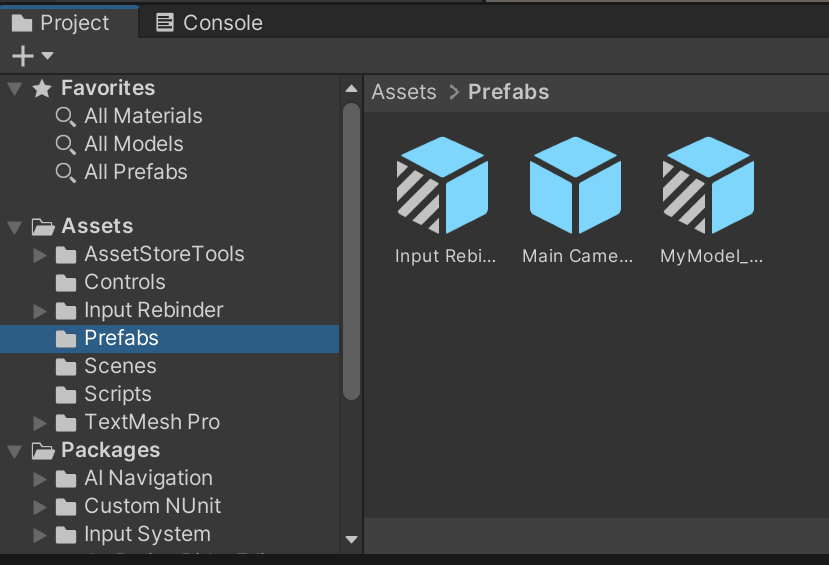 Project
Console
Favorites
All Materials
All Models
All Prefabs
Assets
AssetStoreTools
Controls
Input Rebinder
Prefabs
Scenes
Scripts
TextMesh Pro
Packages
AI Navigation
Custom NUnit
Input System
Assets > Prefabs
Input Rebi...
Main Came...
MyModel_...